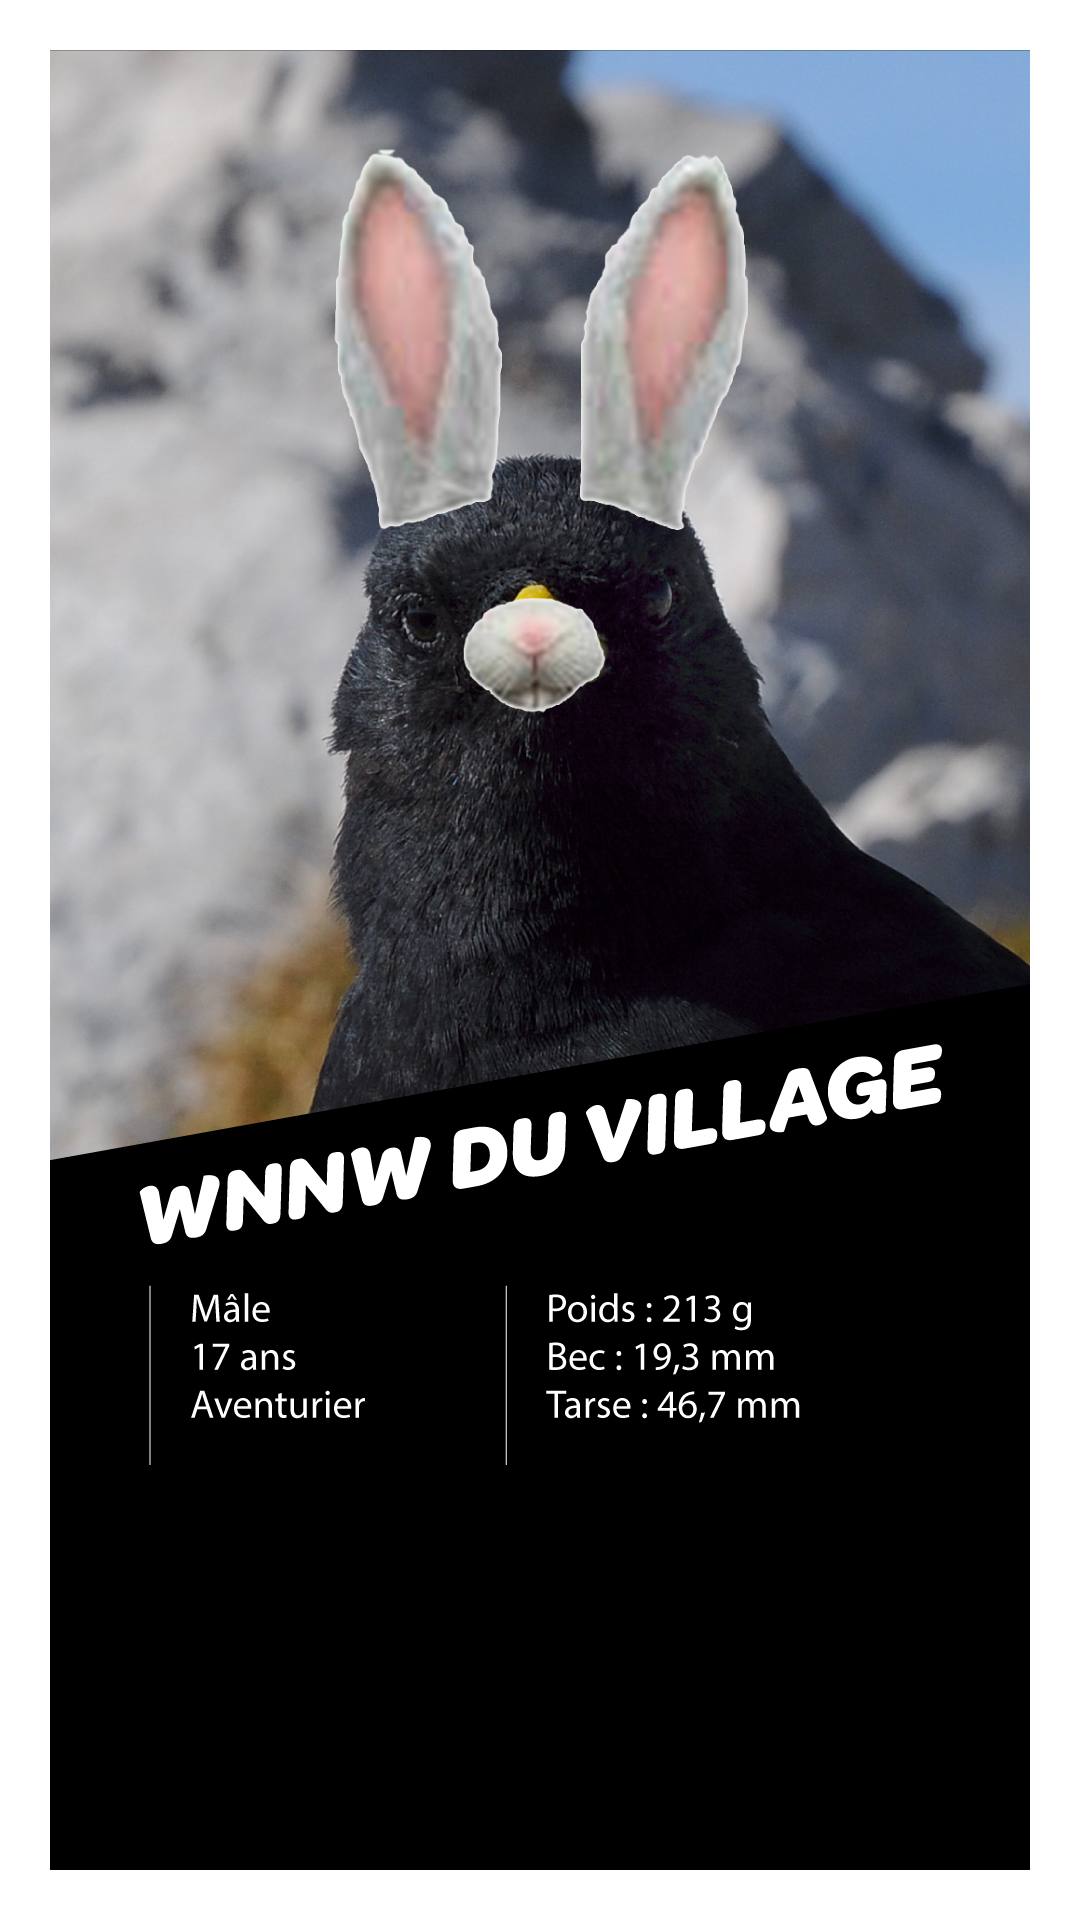 WNNW DU VILLAGE
Mâle
17 ans
Aventurier
Poids : 213 g
Bec : 19,3 mm
Tarse : 46,7 mm